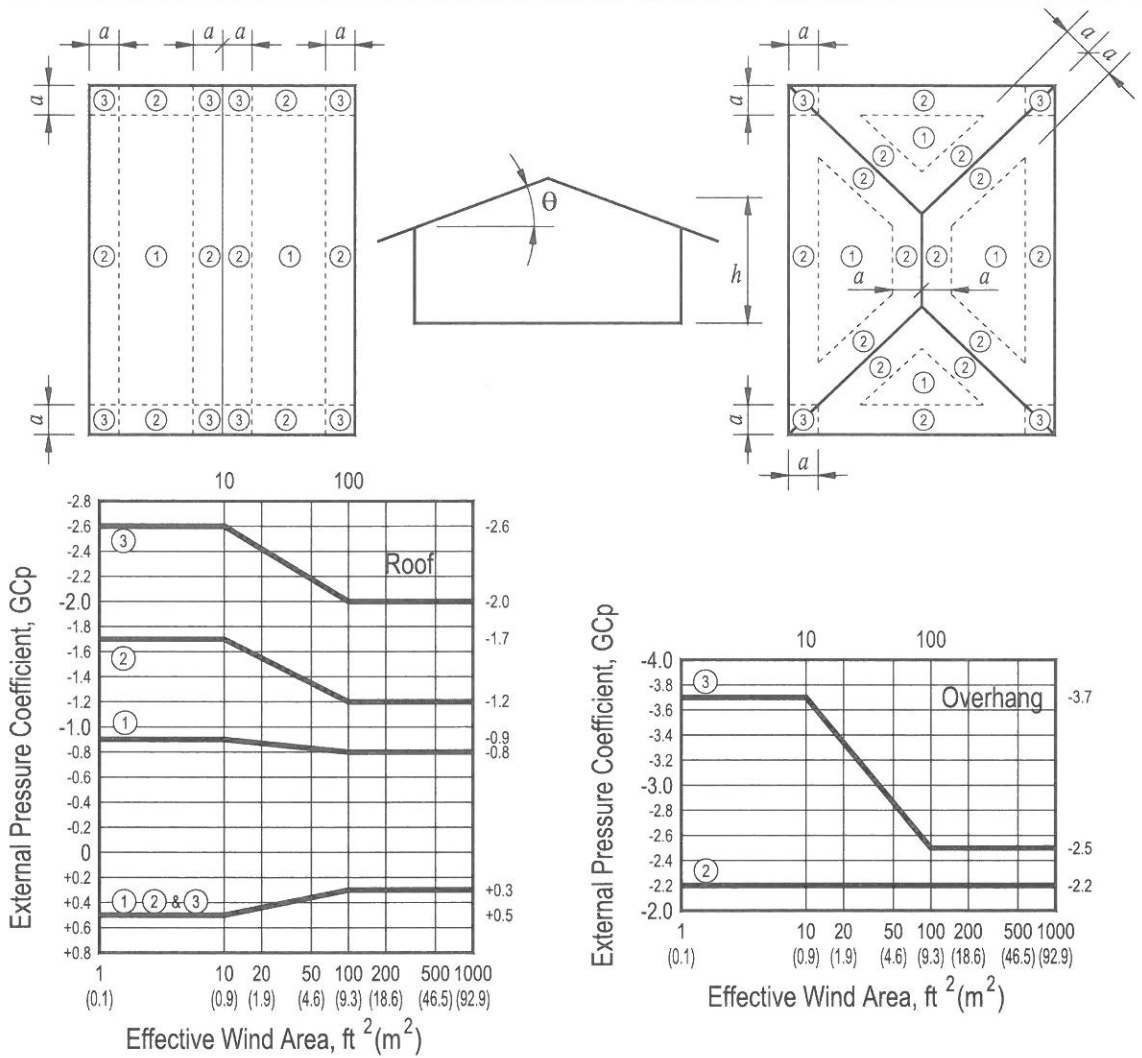 a a a a
a a a
a
③ ② ③ ③ ② ③
③ ② ③
①
② ②
② ②
θ
② ① ② ② ① ②
② ① ② ② ① ②
a a
h
② ②
② ②
①
a
③ ② ③ ③ ② ③
a
③ ② ③
a
10 100
-2.8
-2.6
-2.4
-2.2
-2.0
-1.8
-1.6
-1.4
-1.2
-1.0
-0.8
-0.6
-0.4
-0.2
0
+0.2
+0.4
+0.6
+0.8
External Pressure Coefficient, GCp
③
Roof
②
①
① ② & ③
-2.6
-2.0
-1.7
-1.2
-0.9
-0.8
+0.3
+0.5
1 10 20 50 100 200 500 1000
(0.1) (0.9) (1.9) (4.6) (9.3) (18.6) (46.5) (92.9)
Effective Wind Area, ft ²(m²)
10 100
-4.0
-3.8
-3.6
-3.4
-3.2
-3.0
-2.8
-2.6
-2.4
-2.2
-2.0
External Pressure Coefficient, GCp
③
Overhang
②
-3.7
-2.5
-2.2
1 10 20 50 100 200 500 1000
(0.1) (0.9) (1.9) (4.6) (9.3) (18.6) (46.5) (92.9)
Effective Wind Area, ft ²(m²)